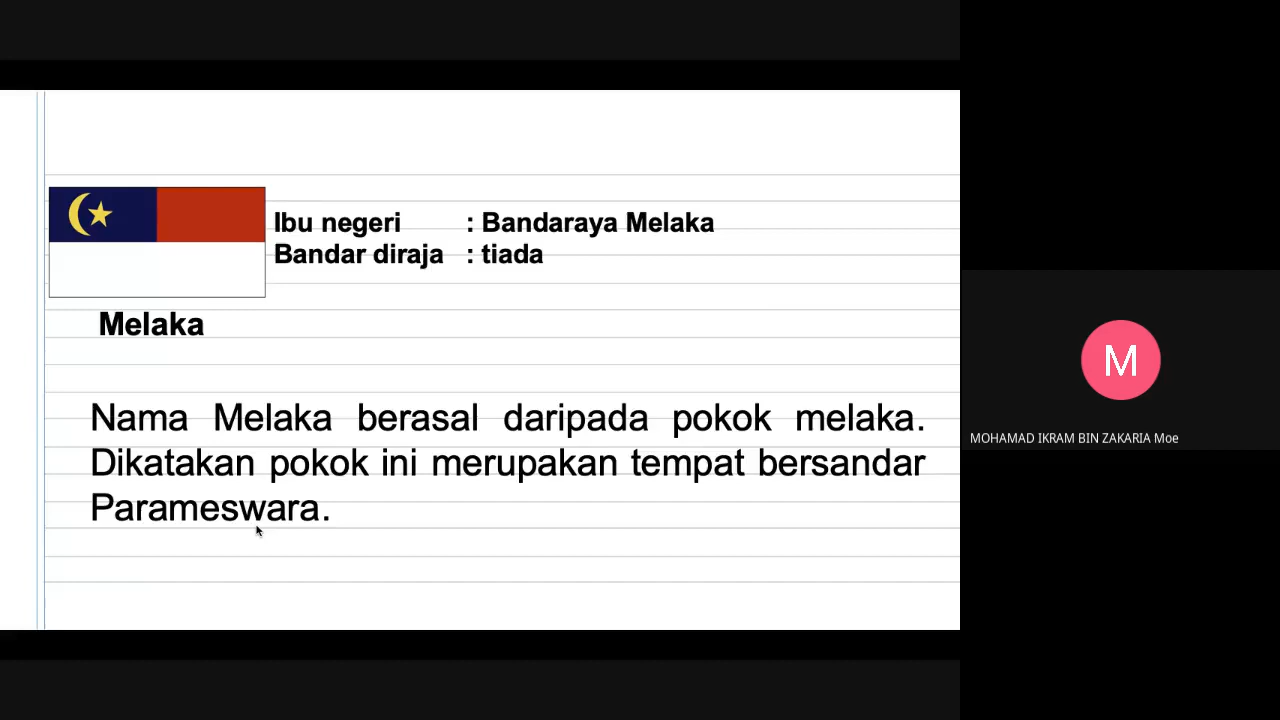 Ibu negeri : Bandaraya Melaka
Bandar diraja : tiada
Melaka
Nama Melaka berasal daripada pokok melaka.
Dikatakan pokok ini merupakan tempat bersandar
Parameswara.
M
MOHAMAD IKRAM BIN ZAKARIA Moe